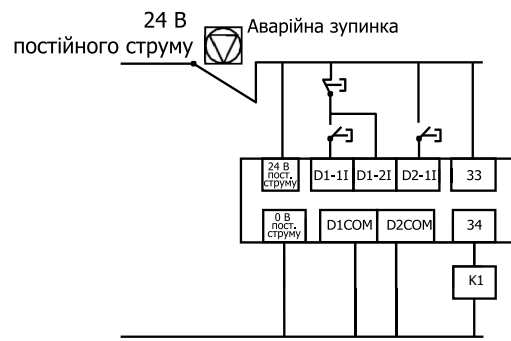 24 В
постійного струму
Аварійна зупинка
24 В
пост.
струму
D1-1I
D1-2I
D2-1I
33
0 В
пост.
струму
D1COM
D2COM
34
K1